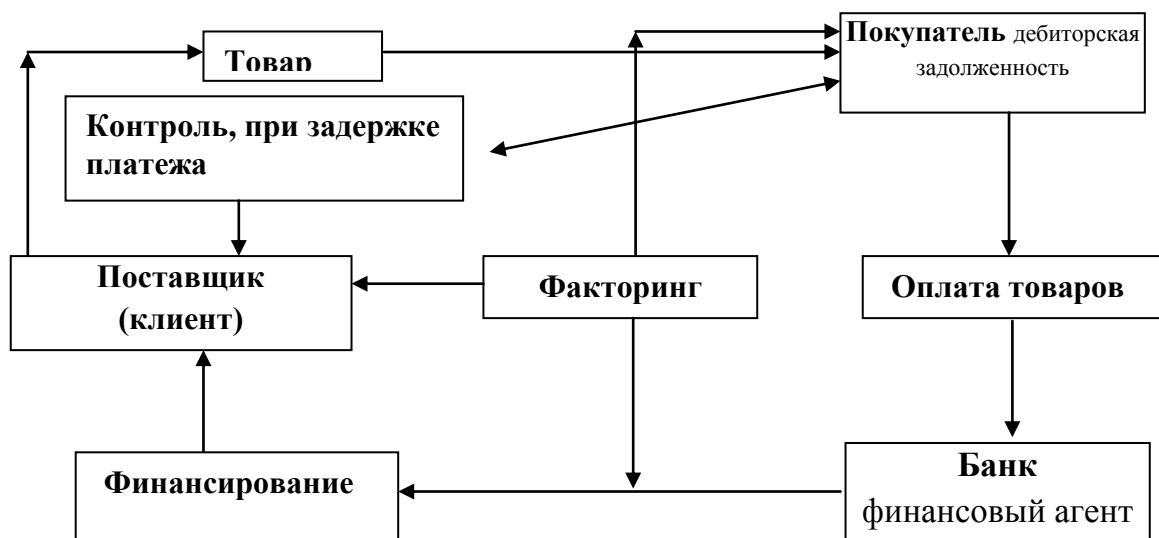 Товар
Покупатель дебиторская
задолженность
Контроль, при задержке
платежа
Поставщик
(клиент)
Факторинг
Оплата товаров
Финансирование
Банк
финансовый агент